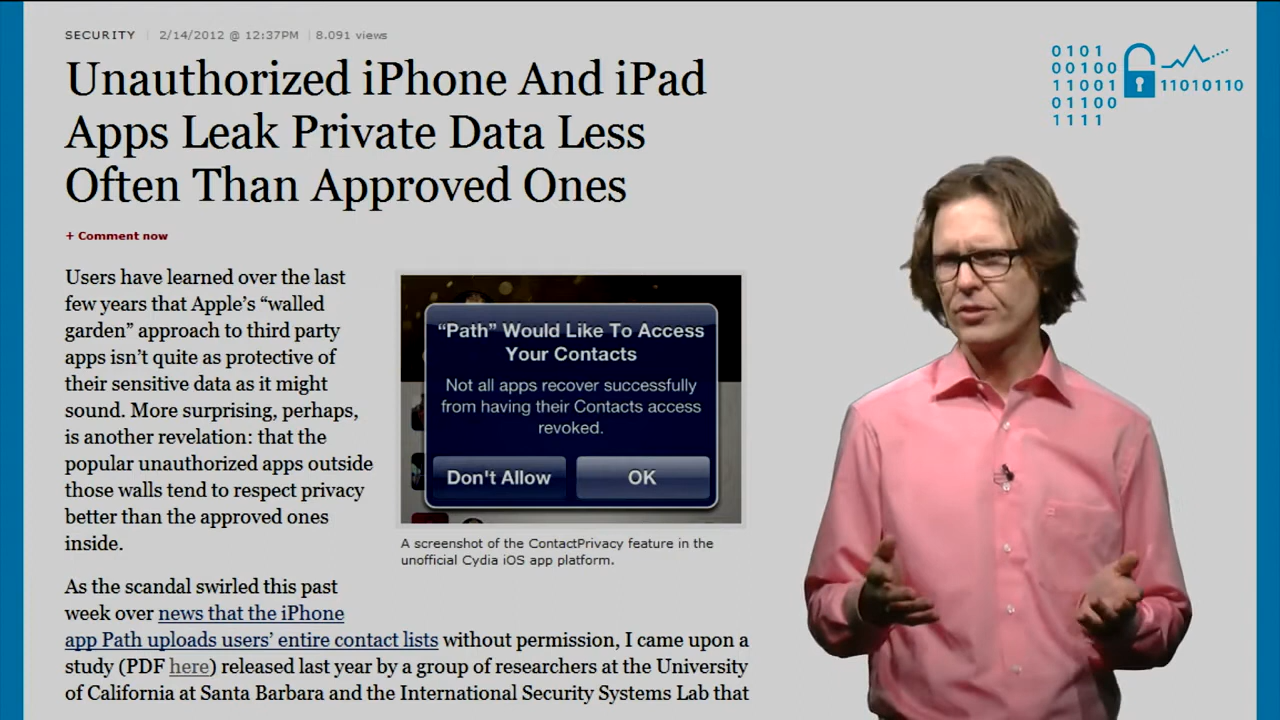 SECURITY | 2/14/2012 @ 12:37PM | 8.091 views
Unauthorized iPhone And iPad
Apps Leak Private Data Less
Often Than Approved Ones
+ Comment now
Users have learned over the last
few years that Apple’s “walled
garden” approach to third party
apps isn’t quite as protective of
their sensitive data as it might
sound. More surprising, perhaps,
is another revelation: that the
popular unauthorized apps outside
those walls tend to respect privacy
better than the approved ones
inside.
“Path” Would Like To Access
Your Contacts
Not all apps recover successfully
from having their Contacts access
revoked.
Don't Allow
OK
A screenshot of the ContactPrivacy feature in the
unofficial Cydia iOS app platform.
As the scandal swirled this past
week over news that the iPhone
app Path uploads users’ entire contact lists without permission, I came upon a
study (PDF here) released last year by a group of researchers at the University
of California at Santa Barbara and the International Security Systems Lab that
0101
00100
11001
01100
1111
11010110